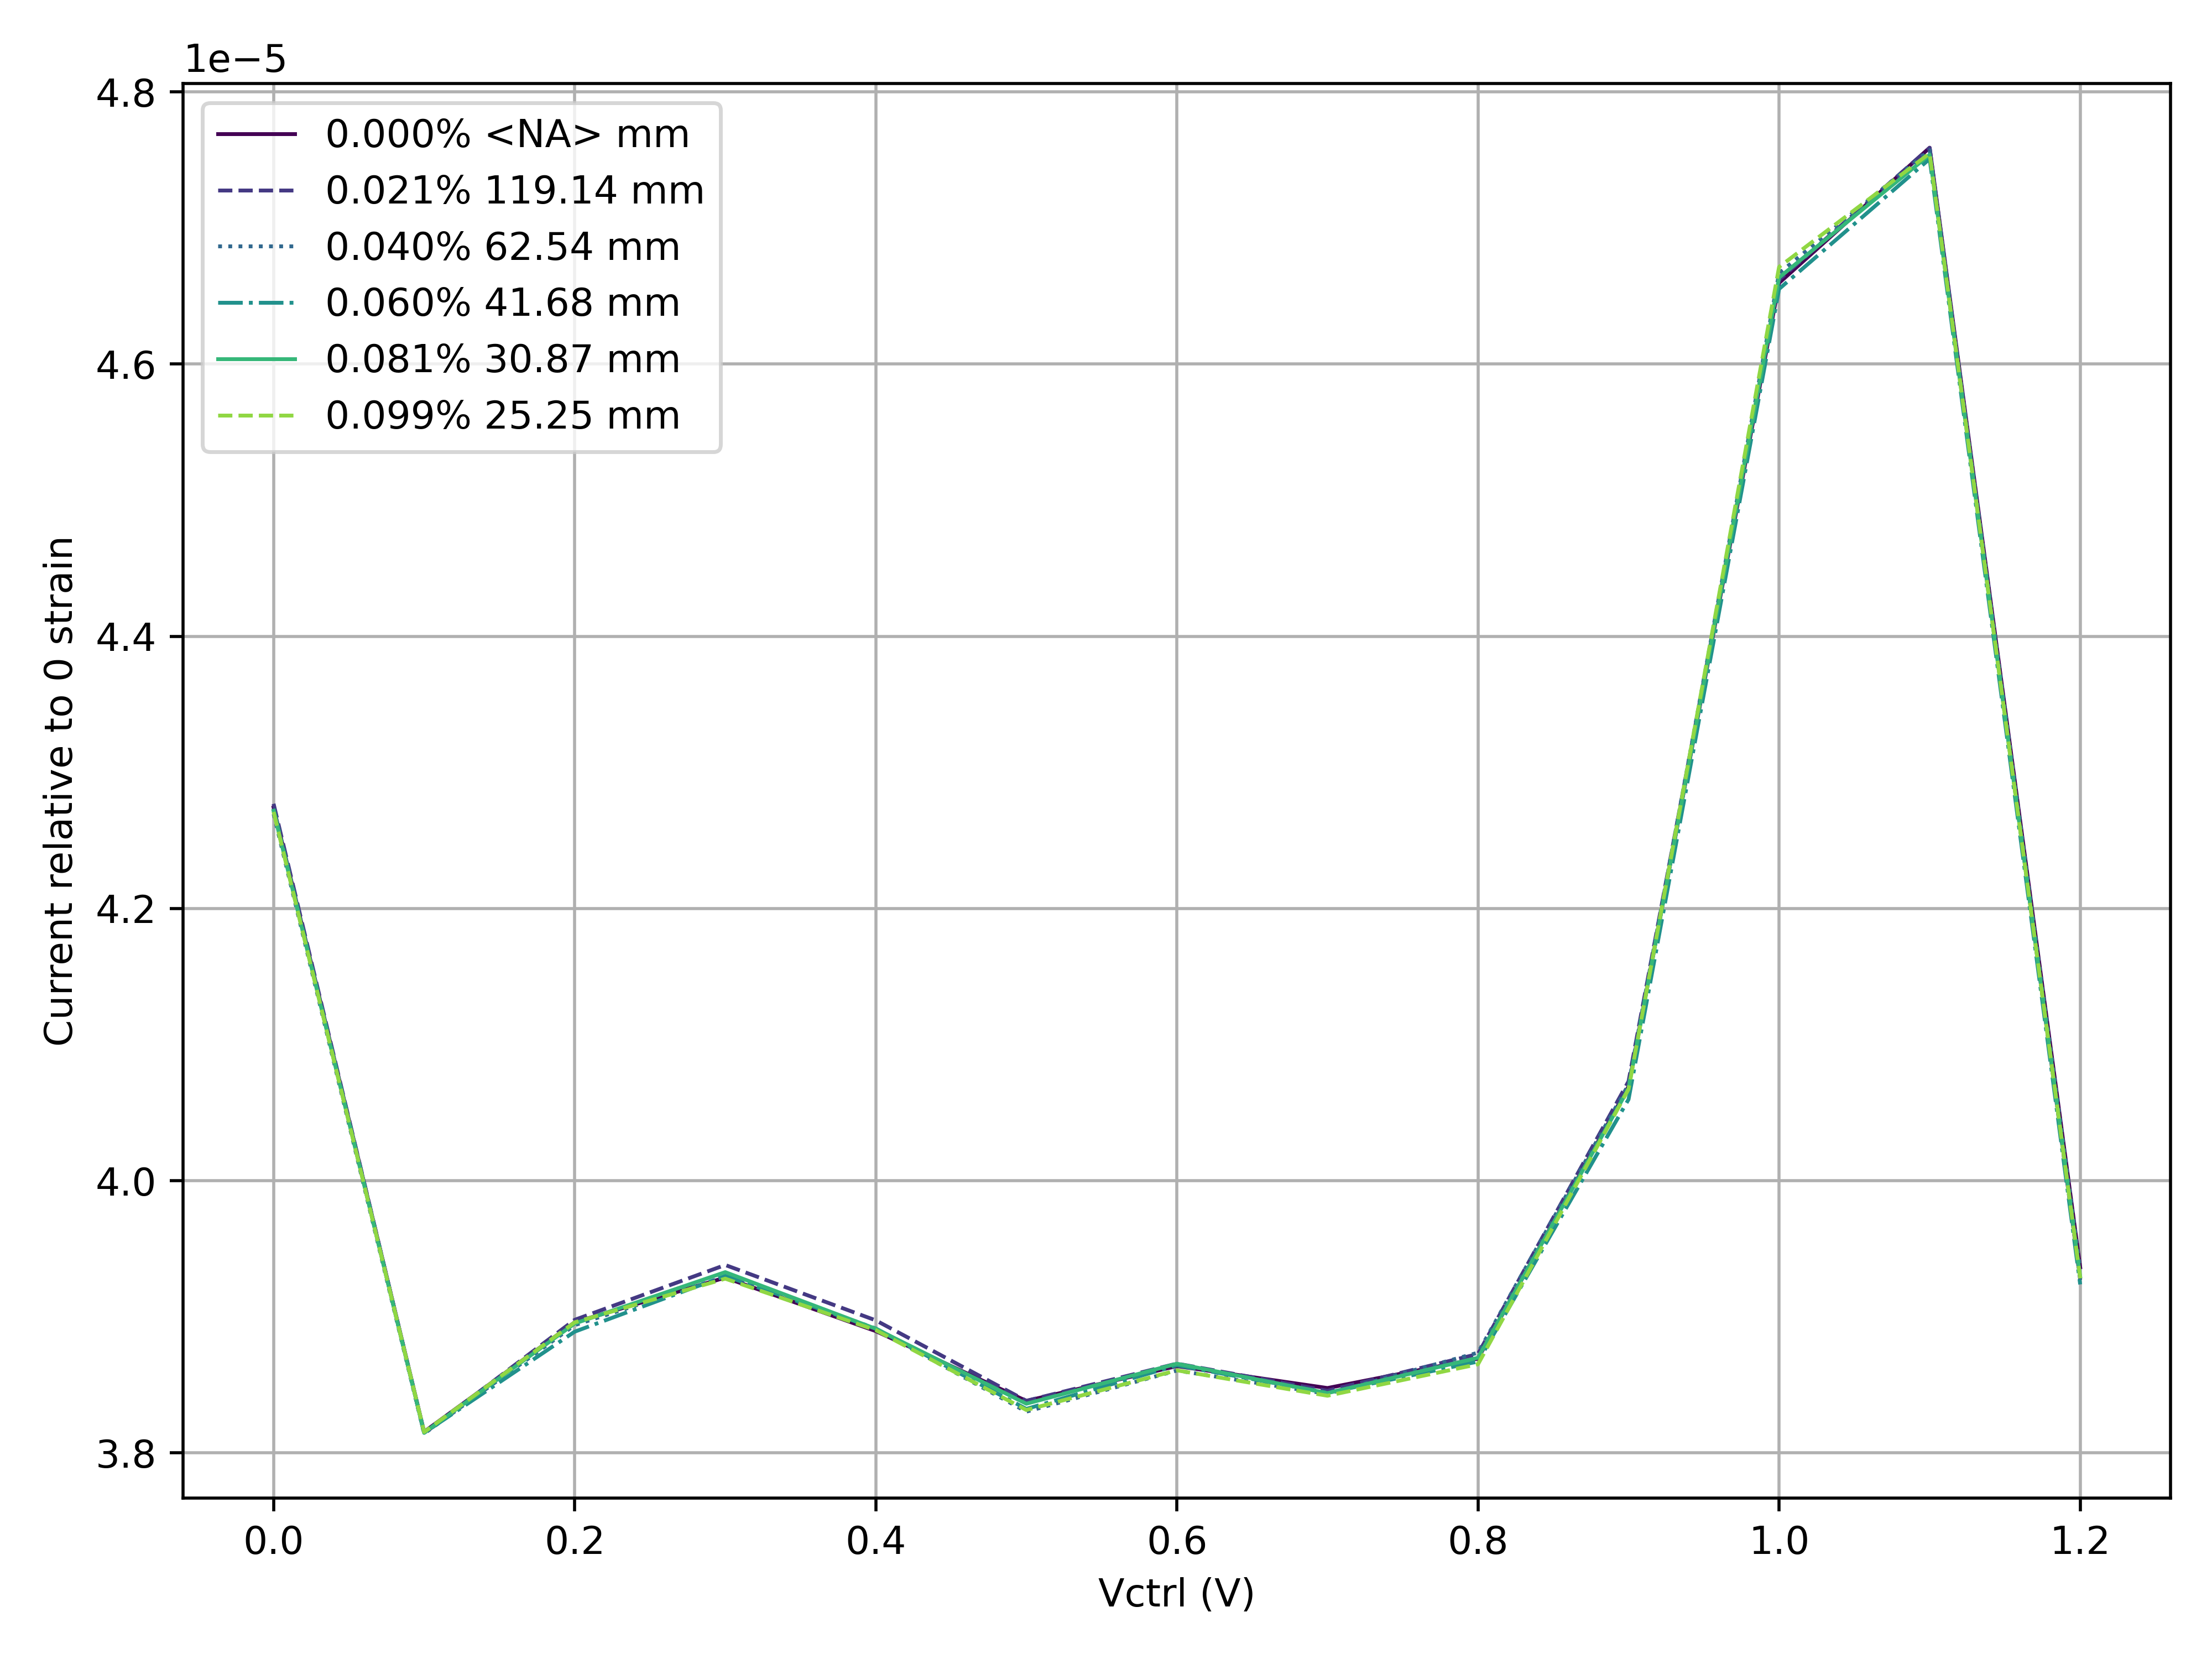 1e−5
4.8
4.6
4.4
4.2
4.0
3.8
Current relative to 0 strain
0.000% <NA> mm
0.021% 119.14 mm
0.040% 62.54 mm
0.060% 41.68 mm
0.081% 30.87 mm
0.099% 25.25 mm
0.0 0.2 0.4 0.6 0.8 1.0 1.2
Vctrl (V)